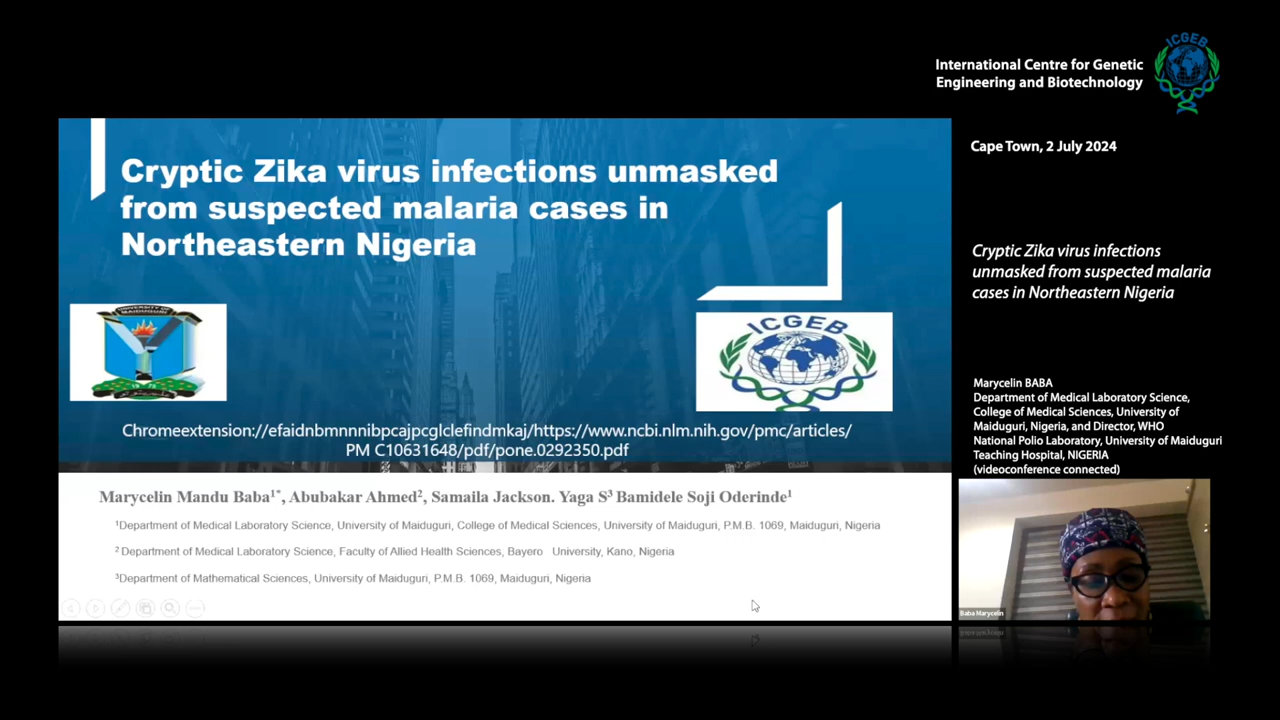 International Centre for Genetic
Engineering and Biotechnology
ICGEB
Cape Town, 2 July 2024
Cryptic Zika virus infections unmasked
from suspected malaria cases in
Northeastern Nigeria
UNIVERSITY OF
MAIDUGURI
ICGEB
Chromeextension://efaidnbmnnnibpcajpcglclefindmkaj/https://www.ncbi.nlm.nih.gov/pmc/articles/
PM C10631648/pdf/pone.0292350.pdf
Marycelin Mandu Baba1*, Abubakar Ahmed2, Samaila Jackson. Yaga S3 Bamidele Soji Oderinde1
1Department of Medical Laboratory Science, University of Maiduguri, College of Medical Sciences, University of Maiduguri, P.M.B. 1069, Maiduguri, Nigeria
2 Department of Medical Laboratory Science, Faculty of Allied Health Sciences, Bayero University, Kano, Nigeria
3Department of Mathematical Sciences, University of Maiduguri, P.M.B. 1069, Maiduguri, Nigeria
Cryptic Zika virus infections
unmasked from suspected malaria
cases in Northeastern Nigeria
Marycelin BABA
Department of Medical Laboratory Science,
College of Medical Sciences, University of
Maiduguri, Nigeria, and Director, WHO
National Polio Laboratory, University of Maiduguri
Teaching Hospital, NIGERIA
(videoconference connected)
Baba Marycelin